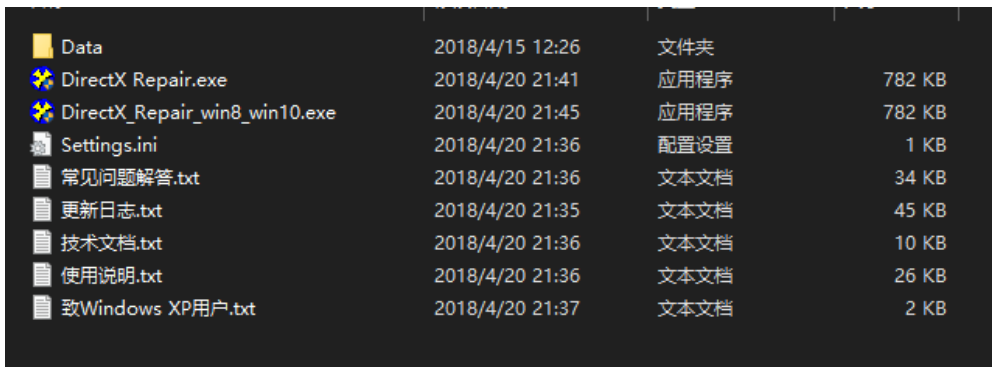 Data 2018/4/15 12:26 文件夹
DirectX Repair.exe 2018/4/20 21:41 应用程序 782 KB
DirectX_Repair_win8_win10.exe 2018/4/20 21:45 应用程序 782 KB
Settings.ini 2018/4/20 21:36 配置设置 1 KB
常见问题解答.txt 2018/4/20 21:36 文本文档 34 KB
更新日志.txt 2018/4/20 21:35 文本文档 45 KB
技术文档.txt 2018/4/20 21:36 文本文档 10 KB
使用说明.txt 2018/4/20 21:36 文本文档 26 KB
致Windows XP用户.txt 2018/4/20 21:37 文本文档 2 KB